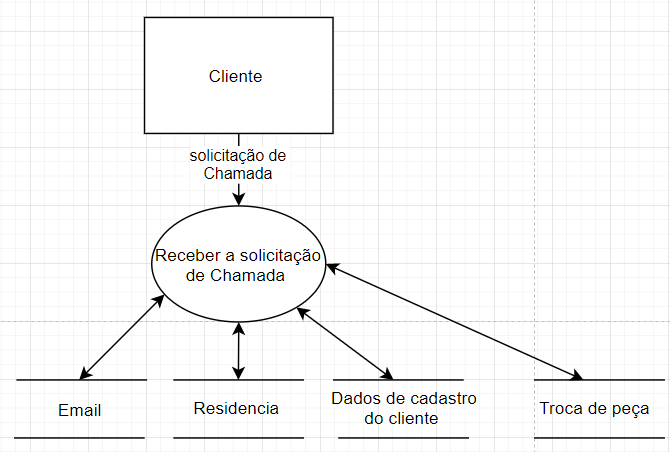 Cliente
solicitação de
Chamada
Receber a solicitação
de Chamada
Email
Residencia
Dados de cadastro
do cliente
Troca de peça